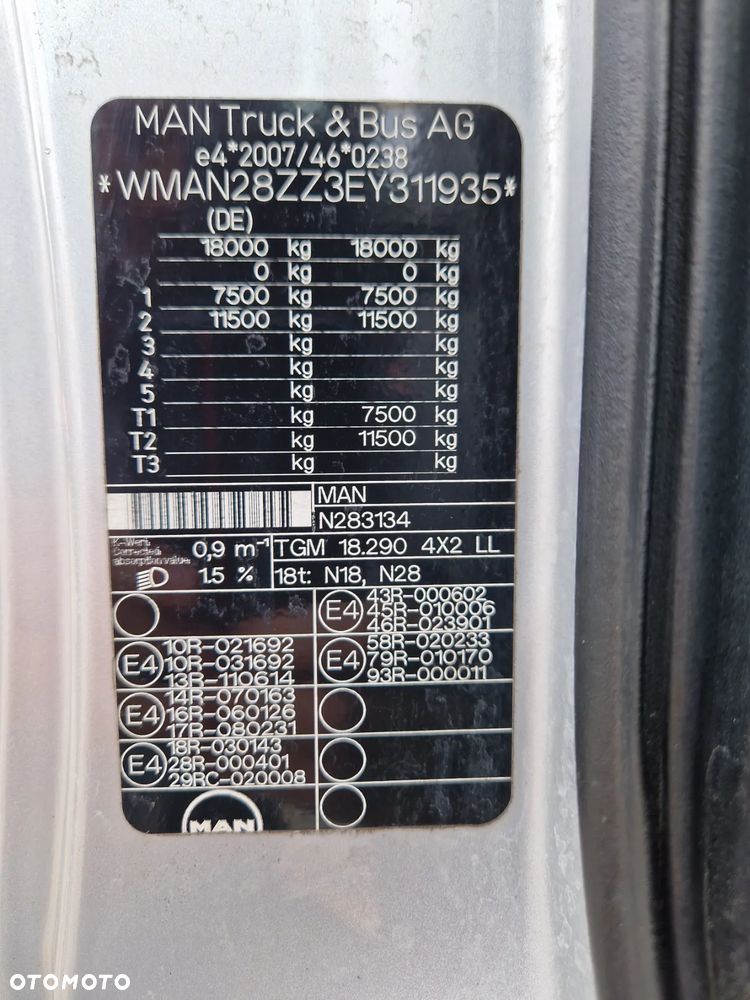 MAN Truck & Bus AG
e4*2007/46*0238
*WMAN28ZZ3EY311935*
(DE)
18000 kg 18000 kg
0 kg 0 kg
1 7500 kg 7500 kg
2 11500 kg 11500 kg
3 kg kg
4 kg kg
5 kg kg
T1 kg 7500 kg
T2 kg 11500 kg
T3 kg kg
MAN
N283134
K-Wert
Corrected
absorption value
0,9 m⁻¹
TGM 18.290 4X2 LL
1.5 %
18t: N18, N28
E4
43R-000602
45R-010006
46R-023901
E4
10R-021692
10R-031692
13R-110614
E4
58R-020233
79R-010170
93R-000011
E4
14R-070163
16R-060126
17R-080231
E4
18R-030143
28R-000401
29RC-020008
MAN
OTOMOTO